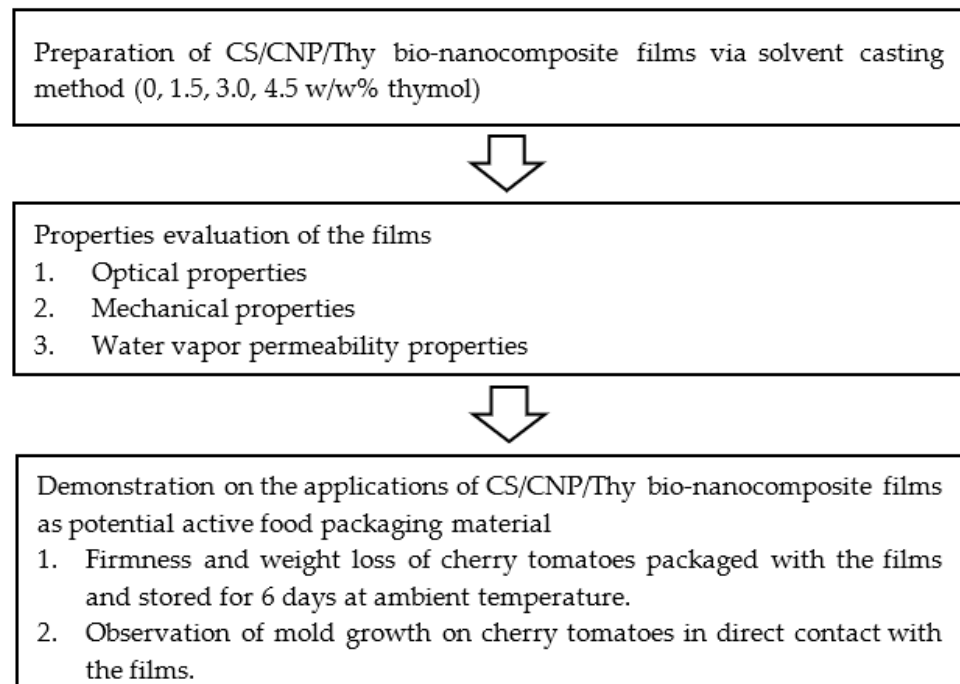 Preparation of CS/CNP/Thy bio-nanocomposite films via solvent casting
method (0, 1.5, 3.0, 4.5 w/w% thymol)
Properties evaluation of the films
1. Optical properties
2. Mechanical properties
3. Water vapor permeability properties
Demonstration on the applications of CS/CNP/Thy bio-nanocomposite films
as potential active food packaging material
1. Firmness and weight loss of cherry tomatoes packaged with the films
and stored for 6 days at ambient temperature.
2. Observation of mold growth on cherry tomatoes in direct contact with
the films.